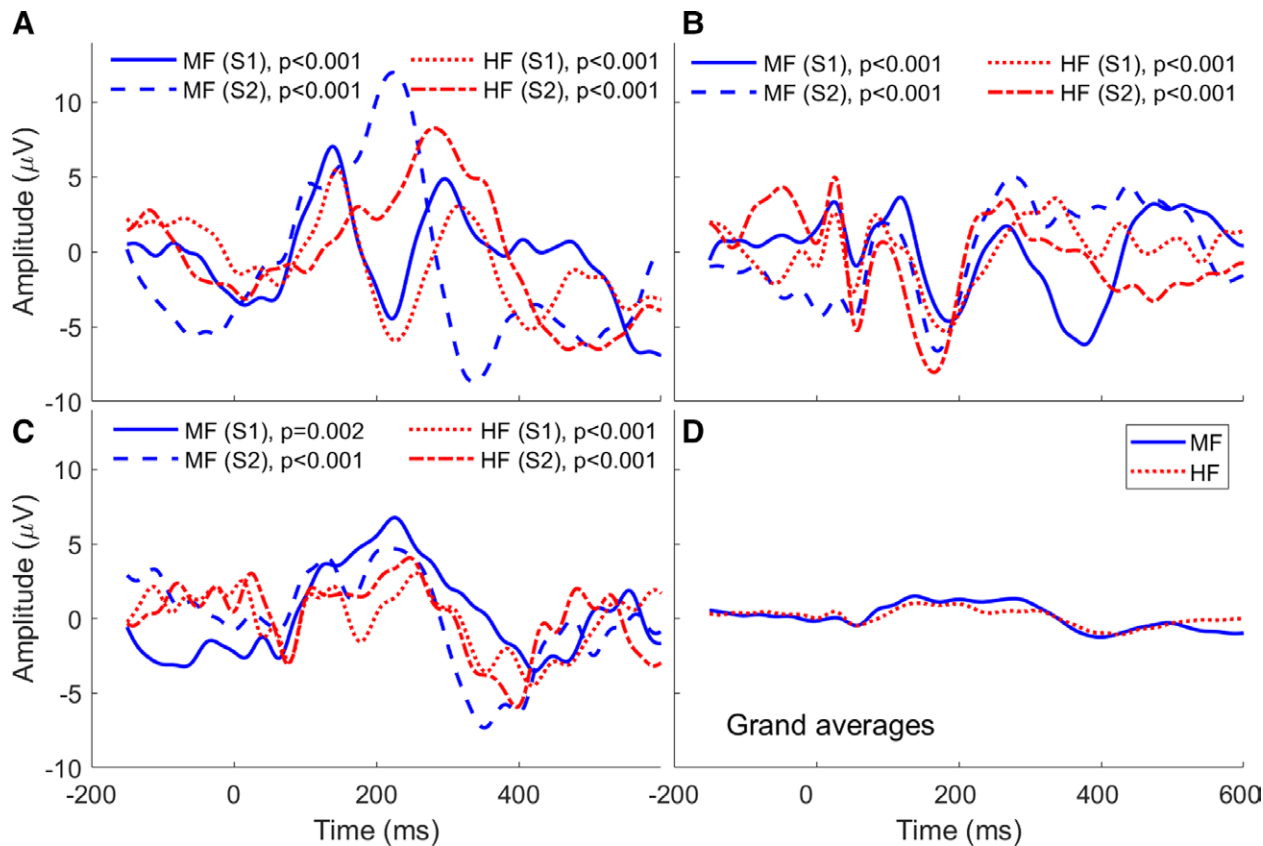 A
MF (S1), p<0.001 HF (S1), p<0.001
MF (S2), p<0.001 HF (S2), p<0.001
10
5
0
-5
-10
Amplitude (μV)
B
MF (S1), p<0.001 HF (S1), p<0.001
MF (S2), p<0.001 HF (S2), p<0.001
C
MF (S1), p=0.002 HF (S1), p<0.001
MF (S2), p<0.001 HF (S2), p<0.001
10
5
0
-5
-10
Amplitude (μV)
-200 0 200 400
Time (ms)
D
MF
HF
Grand averages
-200 0 200 400 600
Time (ms)